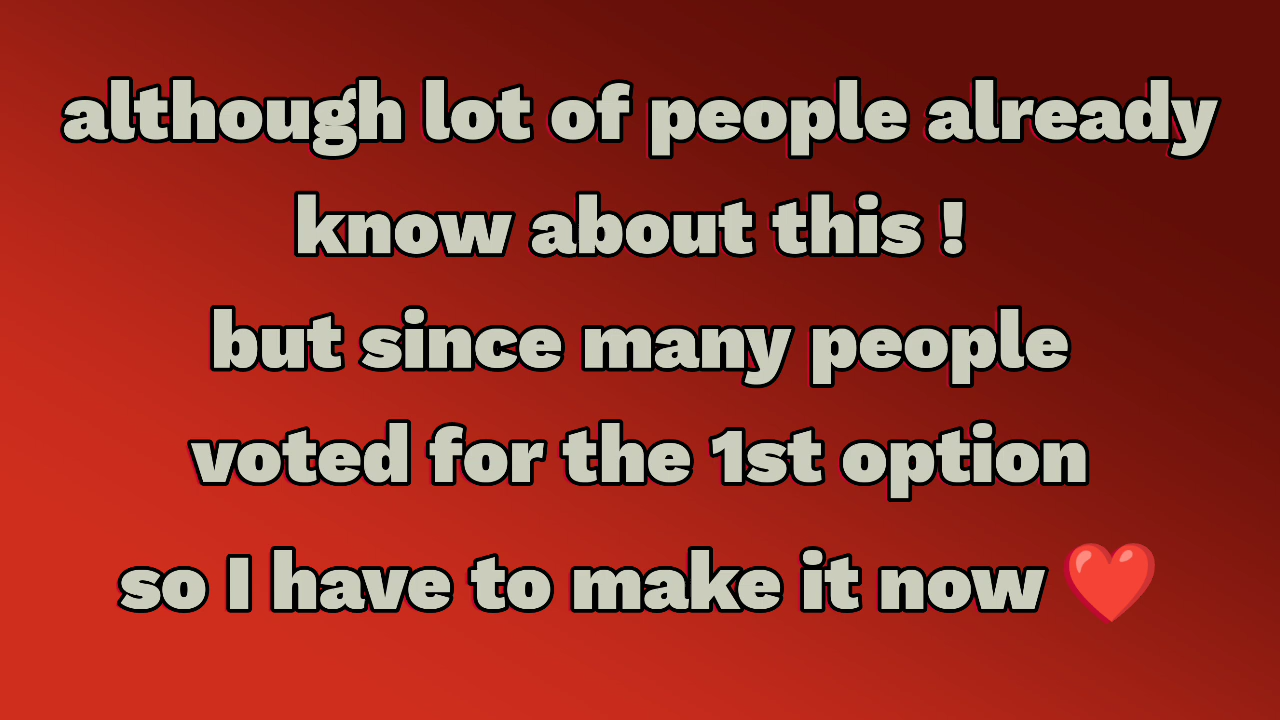 although lot of people already
know about this !
but since many people
voted for the 1st option
so I have to make it now ❤️